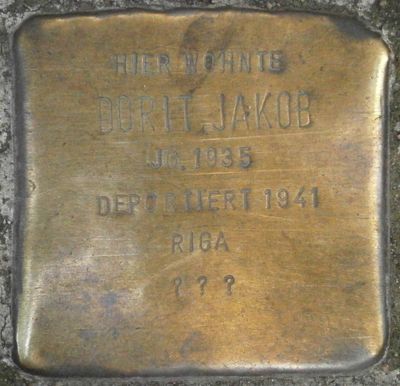 HIER WOHNTE
DORIT JAKOB
JG. 1935
DEPORTIERT 1941
RIGA
? ? ?